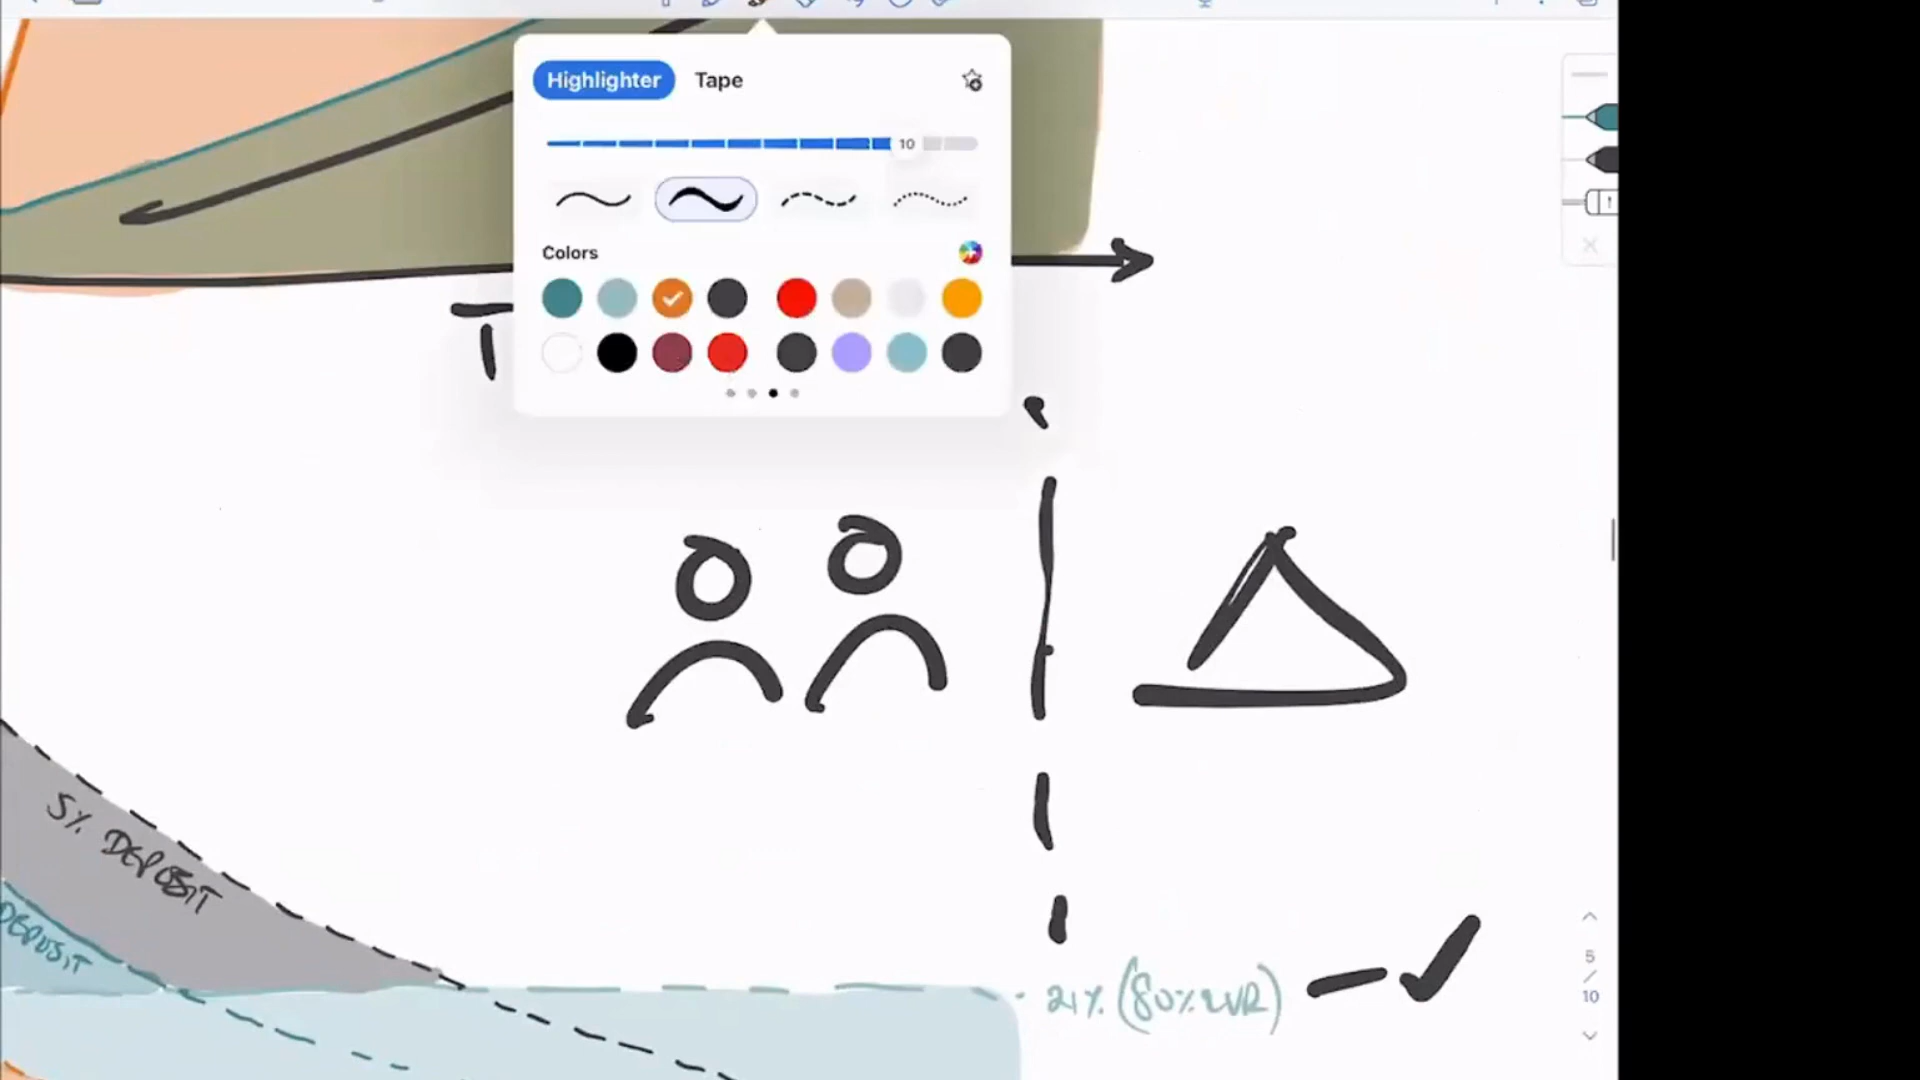 Highlighter Tape
10
Colors
T
5% DEPOSIT
DEPOSIT
5
/
10
21% (80% LVR)